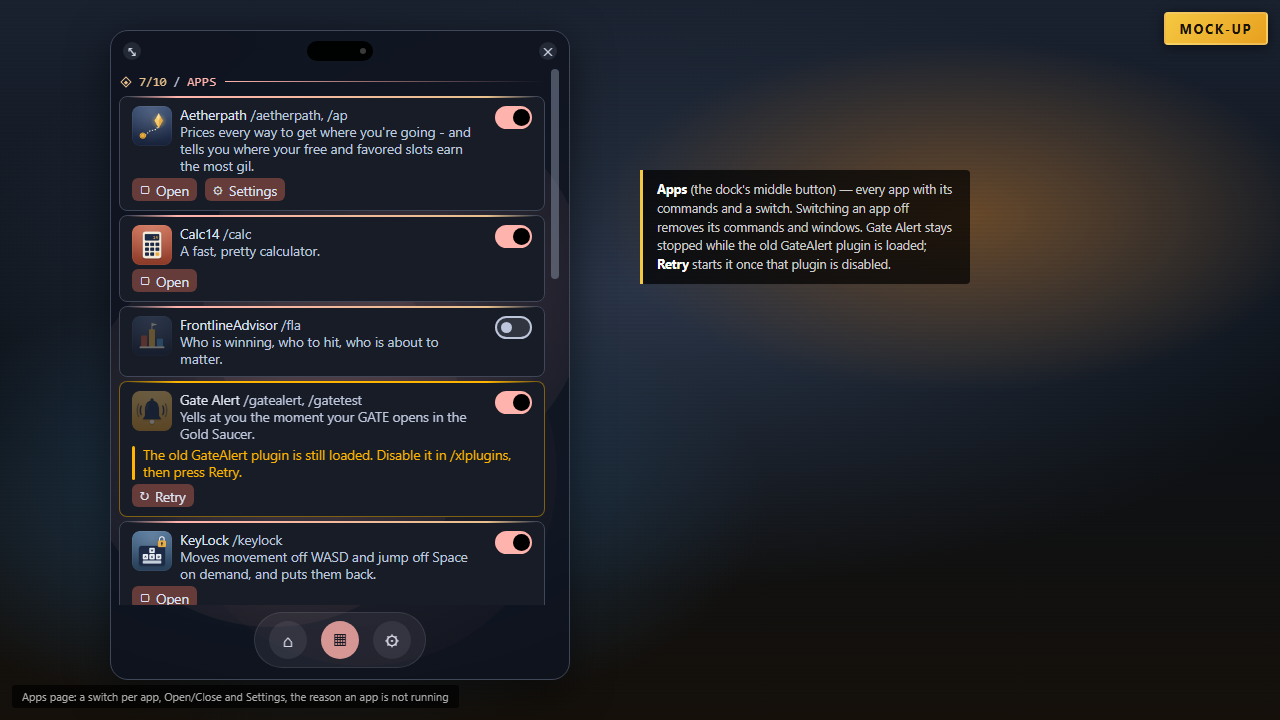 MOCK-UP
7/10 / APPS
Aetherpath /aetherpath, /ap
Prices every way to get where you're going - and
tells you where your free and favored slots earn
the most gil.
Open
Settings
Calc14 /calc
A fast, pretty calculator.
Open
FrontlineAdvisor /fla
Who is winning, who to hit, who is about to
matter.
Gate Alert /gatealert, /gatetest
Yells at you the moment your GATE opens in the
Gold Saucer.
The old GateAlert plugin is still loaded. Disable it in /xlplugins,
then press Retry.
Retry
KeyLock /keylock
Moves movement off WASD and jump off Space
on demand, and puts them back.
Open
Apps (the dock's middle button) — every app with its
commands and a switch. Switching an app off
removes its commands and windows. Gate Alert stays
stopped while the old GateAlert plugin is loaded;
Retry starts it once that plugin is disabled.
Apps page: a switch per app, Open/Close and Settings, the reason an app is not running